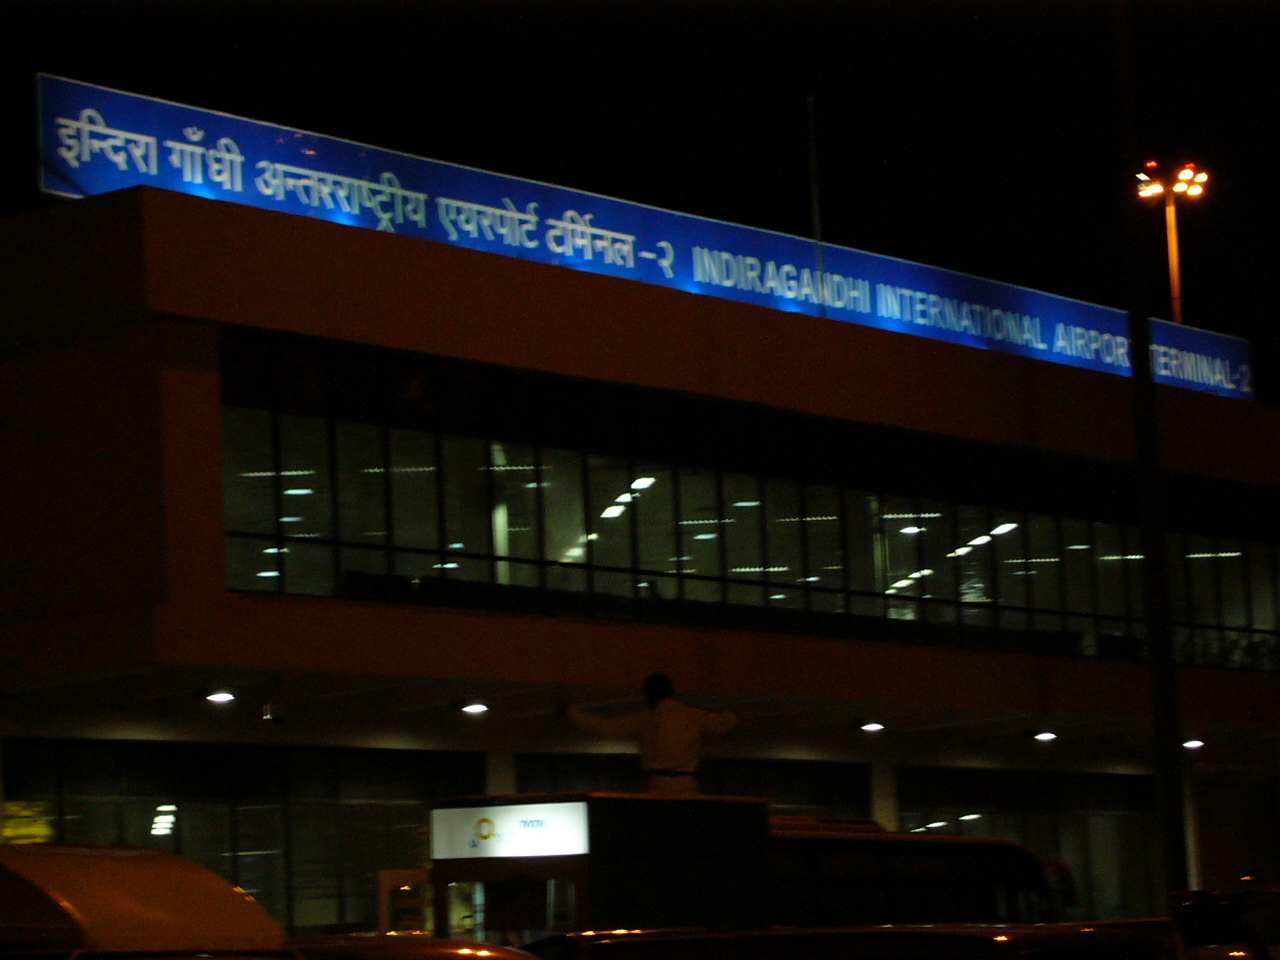 इन्दिरा गाँधी अन्तरराष्ट्रीय एयरपोर्ट टर्मिनल-२ INDIRAGANDHI INTERNATIONAL AIRPORT TERMINAL-2